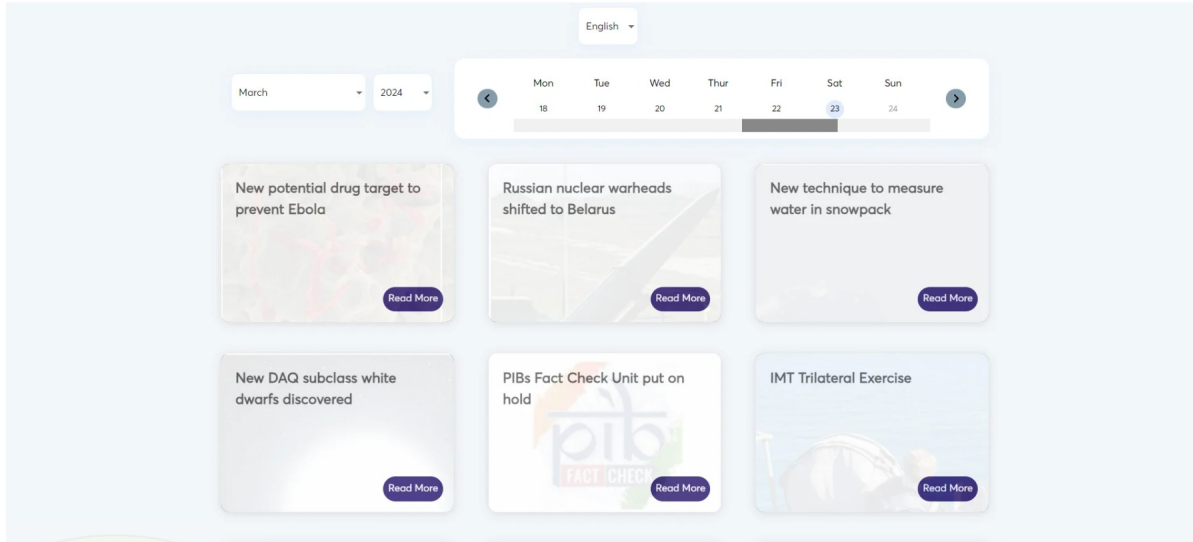 English
March
2024
Mon Tue Wed Thur Fri Sat Sun
18 19 20 21 22 23 24
New potential drug target to
prevent Ebola
Read More
Russian nuclear warheads
shifted to Belarus
Read More
New technique to measure
water in snowpack
Read More
New DAQ subclass white
dwarfs discovered
Read More
PIBs Fact Check Unit put on
hold
pib
FACT CHECK
Read More
IMT Trilateral Exercise
Read More